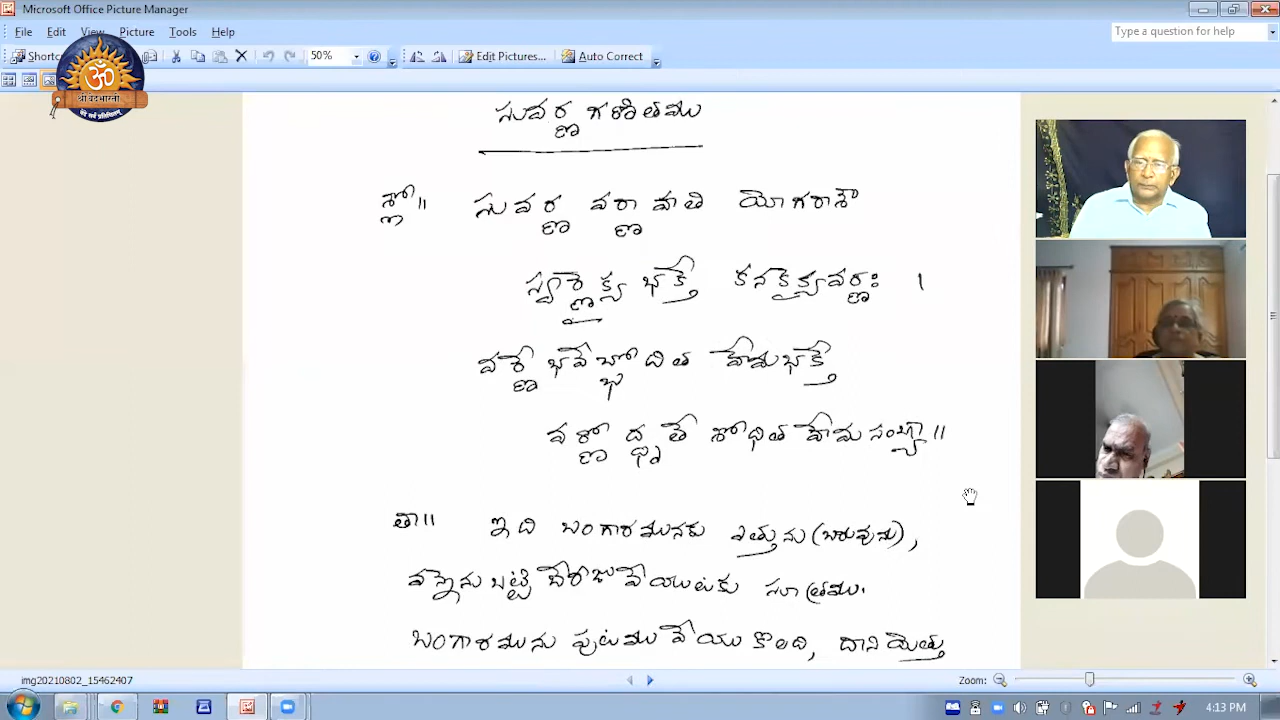 Microsoft Office Picture Manager
File Edit View Picture Tools Help
Type a question for help
50%
Edit Pictures...
Auto Correct
ॐ
श्री वेदभारती
సువర్ణ గణితము
శ్లో॥ సువర్ణ వర్ణాహతి యోగరాశౌ
స్వర్ణైక్య భక్తే కనకైక్యవర్ణః ।
వర్ణో భవేచ్ఛోధిత హేమభక్తే
వర్ణోద్ధృతే శోధిత హేమ సంఖ్యా॥
తా॥ ఇది బంగారమునకు ఎత్తును (బరువును),
వన్నెను బట్టి బేరీజు వేయుటకు సూత్రము.
బంగారమును పుటము వేయు కొలది, దాని యెత్తు
img20210802_15462407
Zoom:
4:13 PM